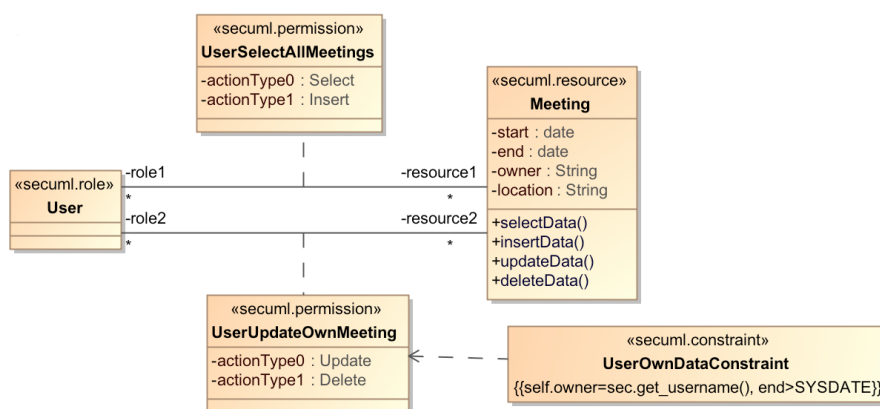 «secuml.permission»
UserSelectAllMeetings
-actionType0 : Select
-actionType1 : Insert
«secuml.resource»
Meeting
-start : date
-end : date
-owner : String
-location : String
+selectData()
+insertData()
+updateData()
+deleteData()
«secuml.role»
User
-role1
*
-resource1
*
-role2
*
-resource2
*
«secuml.permission»
UserUpdateOwnMeeting
-actionType0 : Update
-actionType1 : Delete
«secuml.constraint»
UserOwnDataConstraint
{{self.owner=sec.get_username(), end>SYSDATE}}